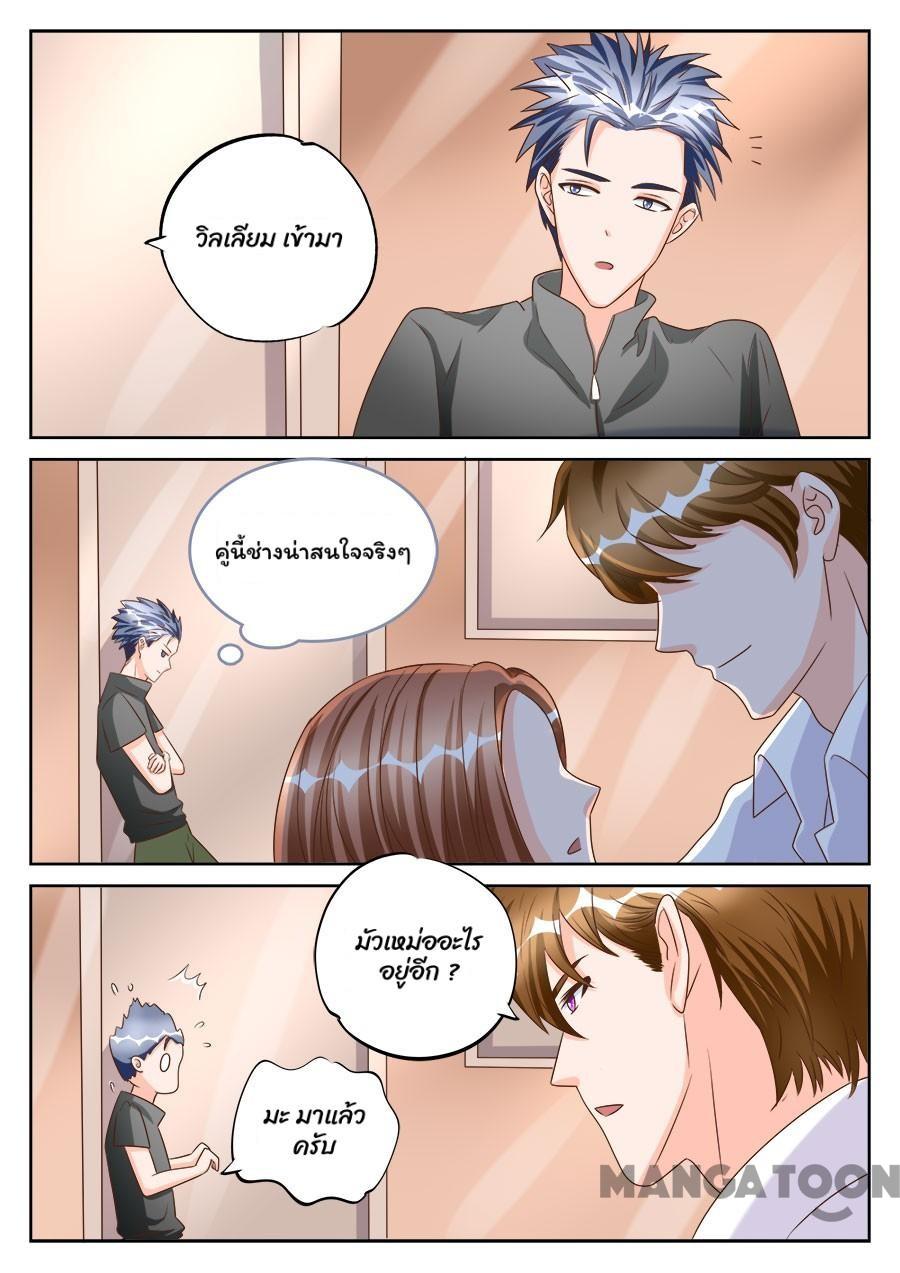 วิลเลียม เข้ามา
คู่นี้ช่างน่าสนใจจริงๆ
มัวเหม่ออะไร
อยู่อีก ?
มะ มาแล้ว
ครับ
MANGATOON